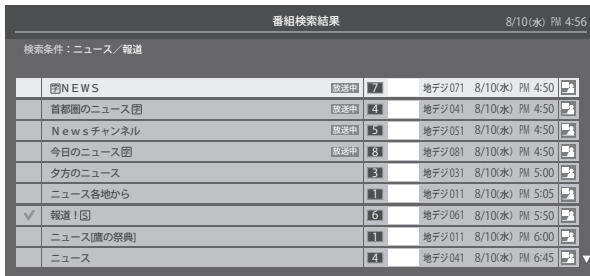 番組検索結果 8/10(水) PM 4:56
検索条件：ニュース／報道
字ＮＥＷＳ 放送中 7 地デジ071 8/10(水) PM 4:50
首都圏のニュース字 放送中 4 地デジ041 8/10(水) PM 4:50
Ｎｅｗｓチャンネル 放送中 5 地デジ051 8/10(水) PM 4:50
今日のニュース字 放送中 8 地デジ081 8/10(水) PM 4:50
夕方のニュース 3 地デジ031 8/10(水) PM 5:00
ニュース各地から 1 地デジ011 8/10(水) PM 5:05
報道！S 6 地デジ061 8/10(水) PM 5:50
ニュース[鷹の祭典] 1 地デジ011 8/10(水) PM 6:00
ニュース 4 地デジ041 8/10(水) PM 6:45